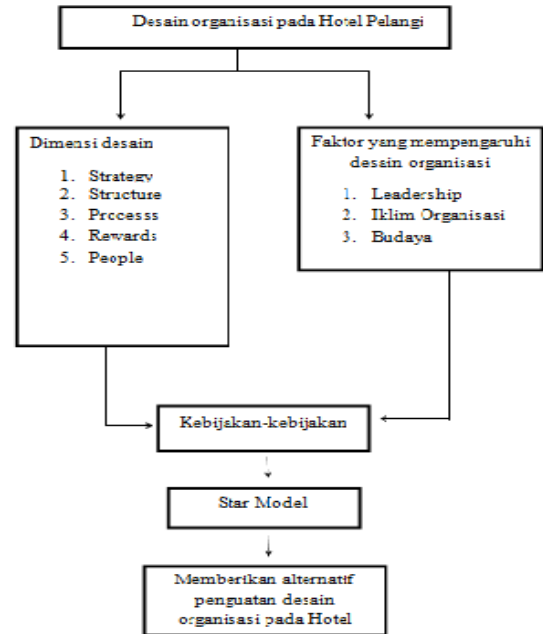 Desain organisasi pada Hotel Pelangi
Dimensi desain
1. Strategy
2. Structure
3. Processs
4. Rewards
5. People
Faktor yang mempengaruhi
desain organisasi
1. Leadership
2. Iklim Organisasi
3. Budaya
Kebijakan-kebijakan
Star Model
Memberikan alternatif
penguatan desain
organisasi pada Hotel